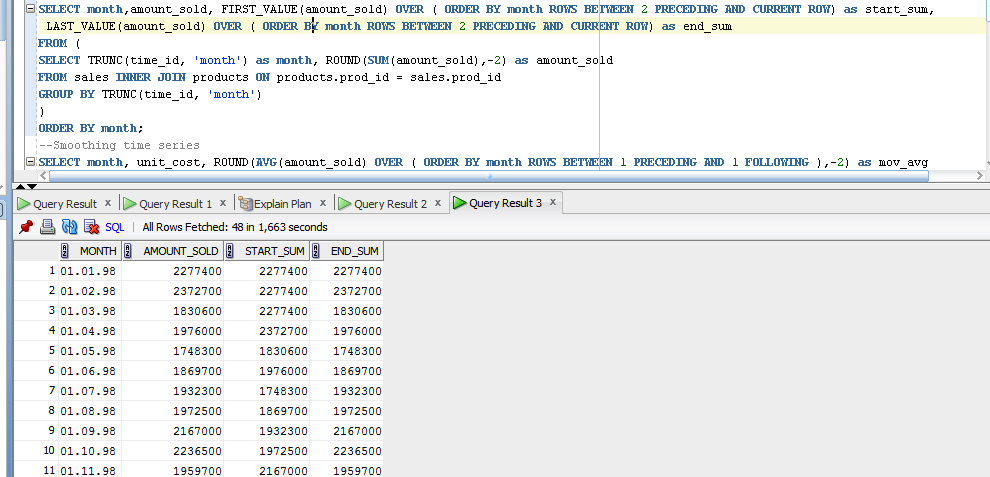 SELECT month,amount_sold, FIRST_VALUE(amount_sold) OVER ( ORDER BY month ROWS BETWEEN 2 PRECEDING AND CURRENT ROW) as start_sum,
LAST_VALUE(amount_sold) OVER ( ORDER BY month ROWS BETWEEN 2 PRECEDING AND CURRENT ROW) as end_sum
FROM (
SELECT TRUNC(time_id, 'month') as month, ROUND(SUM(amount_sold),-2) as amount_sold
FROM sales INNER JOIN products ON products.prod_id = sales.prod_id
GROUP BY TRUNC(time_id, 'month')
)
ORDER BY month;
--Smoothing time series
SELECT month, unit_cost, ROUND(AVG(amount_sold) OVER ( ORDER BY month ROWS BETWEEN 1 PRECEDING AND 1 FOLLOWING ),-2) as mov_avg
Query Result x Query Result 1 x Explain Plan x Query Result 2 x Query Result 3 x
SQL | All Rows Fetched: 48 in 1,663 seconds
MONTH AMOUNT_SOLD START_SUM END_SUM
1 01.01.98 2277400 2277400 2277400
2 01.02.98 2372700 2277400 2372700
3 01.03.98 1830600 2277400 1830600
4 01.04.98 1976000 2372700 1976000
5 01.05.98 1748300 1830600 1748300
6 01.06.98 1869700 1976000 1869700
7 01.07.98 1932300 1748300 1932300
8 01.08.98 1972500 1869700 1972500
9 01.09.98 2167000 1932300 2167000
10 01.10.98 2236500 1972500 2236500
11 01.11.98 1959700 2167000 1959700